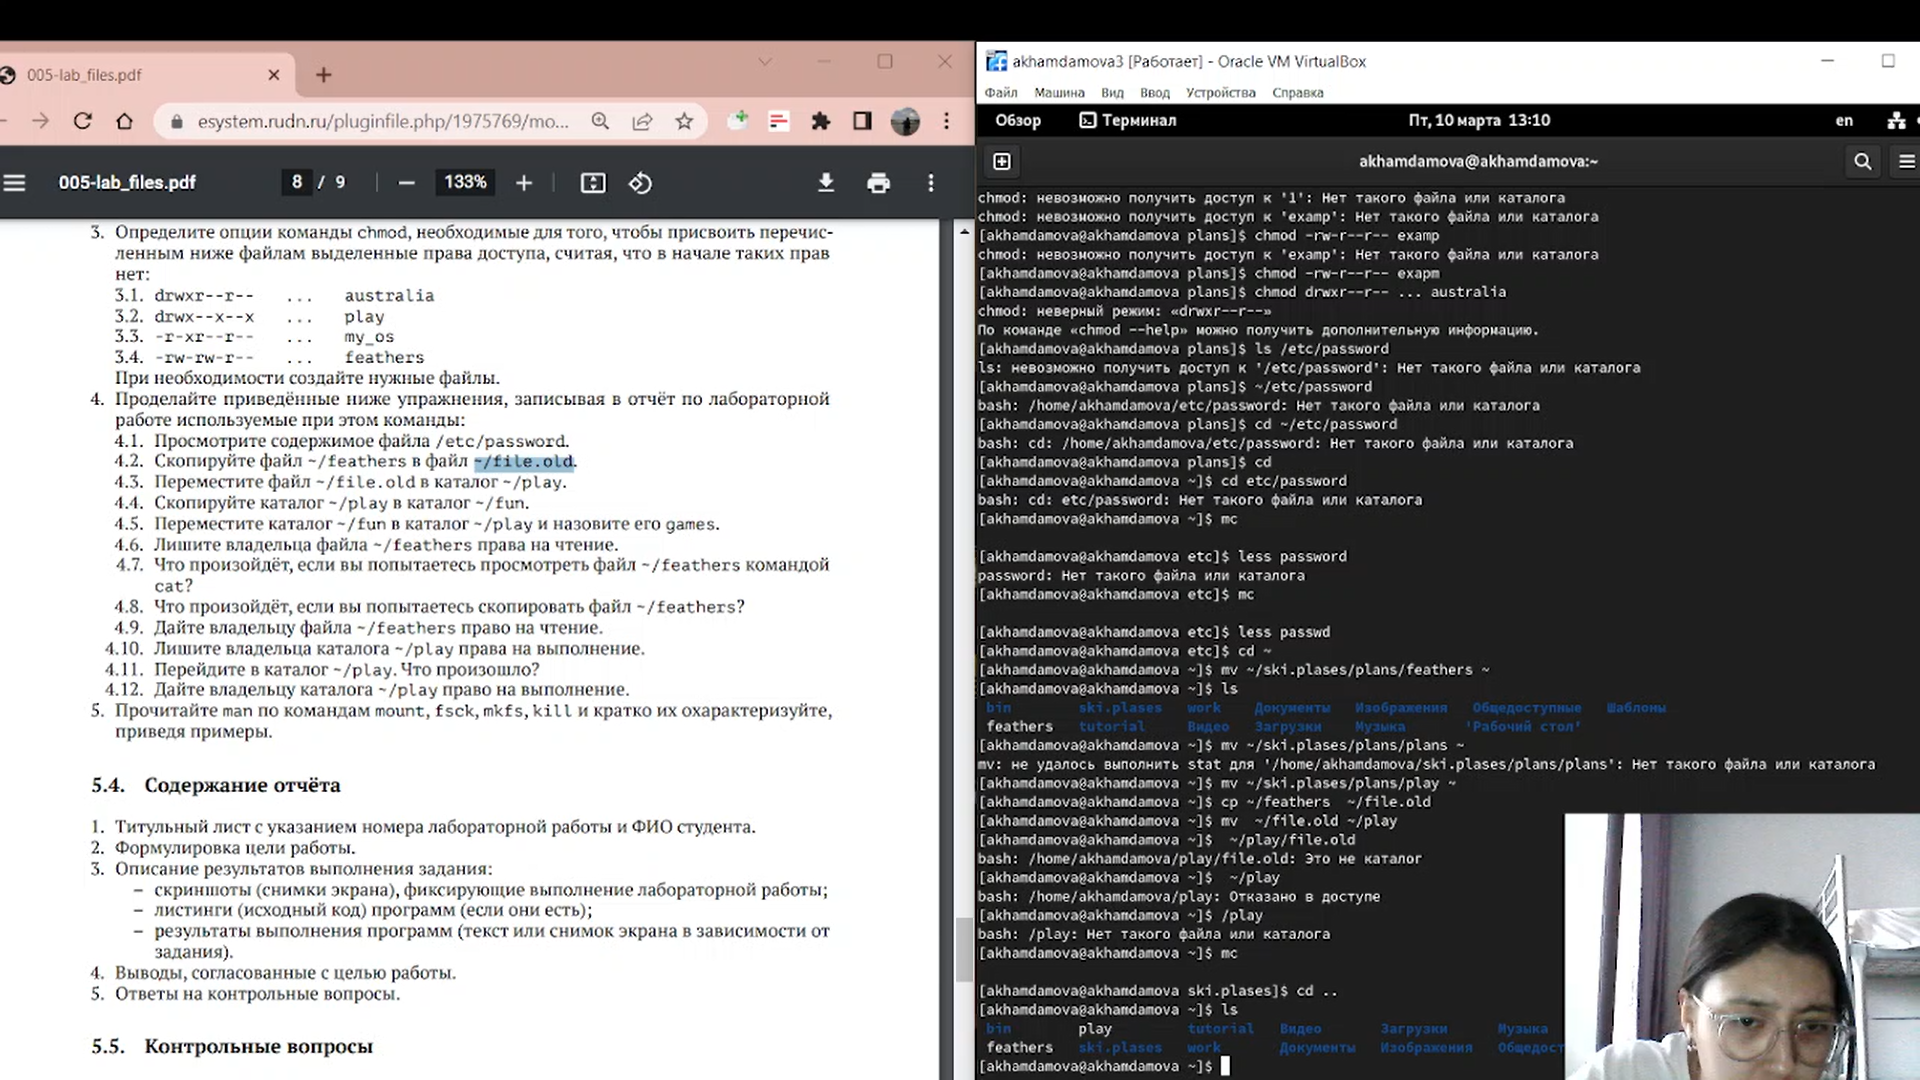 005-lab_files.pdf
esystem.rudn.ru/pluginfile.php/1975769/mo...
005-lab_files.pdf
8 / 9
133%
3. Определите опции команды chmod, необходимые для того, чтобы присвоить перечис-
ленным ниже файлам выделенные права доступа, считая, что в начале таких прав
нет:
3.1. drwxr--r-- ... australia
3.2. drwx--x--x ... play
3.3. -r-xr--r-- ... my_os
3.4. -rw-rw-r-- ... feathers
При необходимости создайте нужные файлы.
4. Проделайте приведённые ниже упражнения, записывая в отчёт по лабораторной
работе используемые при этом команды:
4.1. Просмотрите содержимое файла /etc/password.
4.2. Скопируйте файл ~/feathers в файл ~/file.old.
4.3. Переместите файл ~/file.old в каталог ~/play.
4.4. Скопируйте каталог ~/play в каталог ~/fun.
4.5. Переместите каталог ~/fun в каталог ~/play и назовите его games.
4.6. Лишите владельца файла ~/feathers права на чтение.
4.7. Что произойдёт, если вы попытаетесь просмотреть файл ~/feathers командой
cat?
4.8. Что произойдёт, если вы попытаетесь скопировать файл ~/feathers?
4.9. Дайте владельцу файла ~/feathers право на чтение.
4.10. Лишите владельца каталога ~/play права на выполнение.
4.11. Перейдите в каталог ~/play. Что произошло?
4.12. Дайте владельцу каталога ~/play право на выполнение.
5. Прочитайте man по командам mount, fsck, mkfs, kill и кратко их охарактеризуйте,
приведя примеры.
5.4. Содержание отчёта
1. Титульный лист с указанием номера лабораторной работы и ФИО студента.
2. Формулировка цели работы.
3. Описание результатов выполнения задания:
– скриншоты (снимки экрана), фиксирующие выполнение лабораторной работы;
– листинги (исходный код) программ (если они есть);
– результаты выполнения программ (текст или снимок экрана в зависимости от
задания).
4. Выводы, согласованные с целью работы.
5. Ответы на контрольные вопросы.
5.5. Контрольные вопросы
akhamdamova3 [Работает] - Oracle VM VirtualBox
Файл Машина Вид Ввод Устройства Справка
Обзор Терминал Пт, 10 марта 13:10 en
akhamdamova@akhamdamova:~
chmod: невозможно получить доступ к 'l': Нет такого файла или каталога
chmod: невозможно получить доступ к 'examp': Нет такого файла или каталога
[akhamdamova@akhamdamova plans]$ chmod -rw-r--r-- examp
chmod: невозможно получить доступ к 'examp': Нет такого файла или каталога
[akhamdamova@akhamdamova plans]$ chmod -rw-r--r-- exapm
[akhamdamova@akhamdamova plans]$ chmod drwxr--r-- ... australia
chmod: неверный режим: «drwxr--r--»
По команде «chmod --help» можно получить дополнительную информацию.
[akhamdamova@akhamdamova plans]$ ls /etc/password
ls: невозможно получить доступ к '/etc/password': Нет такого файла или каталога
[akhamdamova@akhamdamova plans]$ ~/etc/password
bash: /home/akhamdamova/etc/password: Нет такого файла или каталога
[akhamdamova@akhamdamova plans]$ cd ~/etc/password
bash: cd: /home/akhamdamova/etc/password: Нет такого файла или каталога
[akhamdamova@akhamdamova plans]$ cd
[akhamdamova@akhamdamova ~]$ cd etc/password
bash: cd: etc/password: Нет такого файла или каталога
[akhamdamova@akhamdamova ~]$ mc
[akhamdamova@akhamdamova etc]$ less password
password: Нет такого файла или каталога
[akhamdamova@akhamdamova etc]$ mc
[akhamdamova@akhamdamova etc]$ less passwd
[akhamdamova@akhamdamova etc]$ cd ~
[akhamdamova@akhamdamova ~]$ mv ~/ski.plases/plans/feathers ~
[akhamdamova@akhamdamova ~]$ ls
bin ski.plases work Документы Изображения Общедоступные Шаблоны
feathers tutorial Видео Загрузки Музыка 'Рабочий стол'
[akhamdamova@akhamdamova ~]$ mv ~/ski.plases/plans/plans ~
mv: не удалось выполнить stat для '/home/akhamdamova/ski.plases/plans/plans': Нет такого файла или каталога
[akhamdamova@akhamdamova ~]$ mv ~/ski.plases/plans/play ~
[akhamdamova@akhamdamova ~]$ cp ~/feathers  ~/file.old
[akhamdamova@akhamdamova ~]$ mv  ~/file.old ~/play
[akhamdamova@akhamdamova ~]$  ~/play/file.old
bash: /home/akhamdamova/play/file.old: Это не каталог
[akhamdamova@akhamdamova ~]$  ~/play
bash: /home/akhamdamova/play: Отказано в доступе
[akhamdamova@akhamdamova ~]$ /play
bash: /play: Нет такого файла или каталога
[akhamdamova@akhamdamova ~]$ mc
[akhamdamova@akhamdamova ski.plases]$ cd ..
[akhamdamova@akhamdamova ~]$ ls
bin play tutorial Видео Загрузки Музыка
feathers ski.plases work Документы Изображения Общедост
[akhamdamova@akhamdamova ~]$